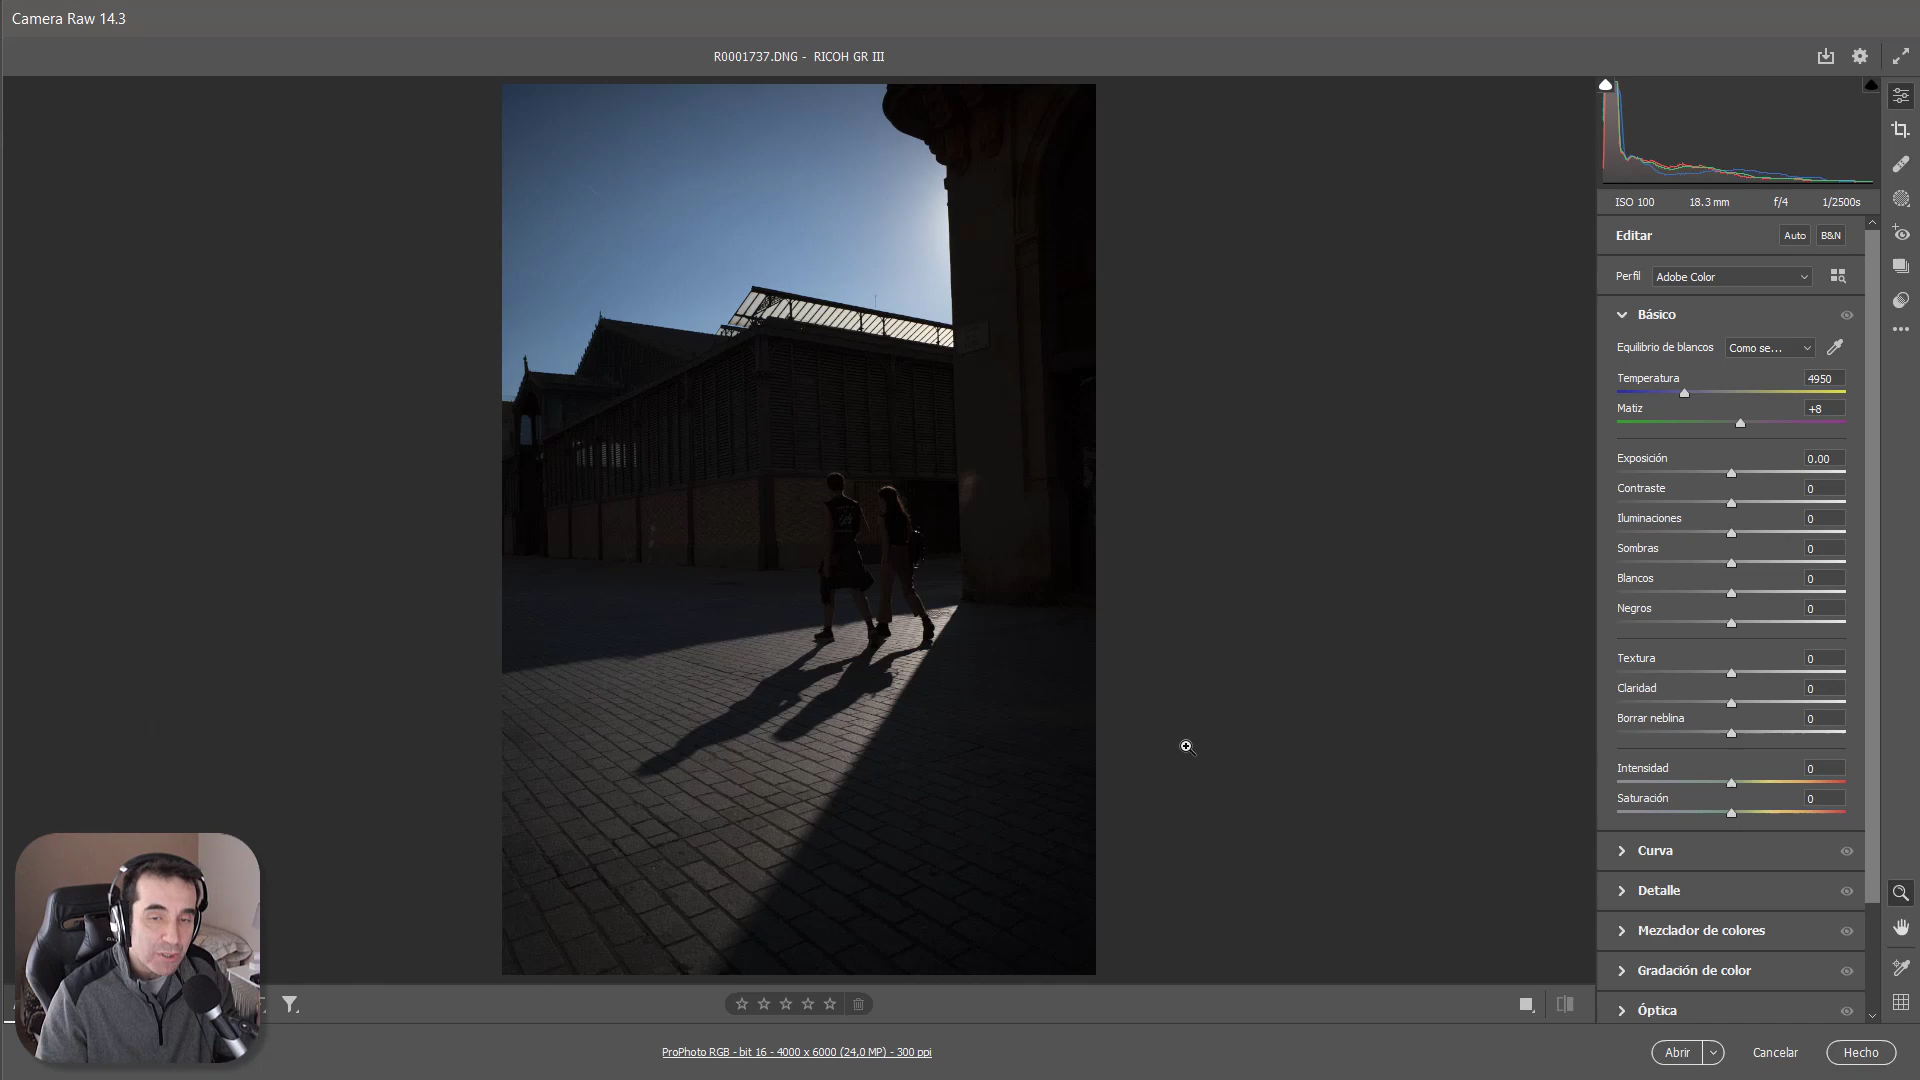 Camera Raw 14.3
R0001737.DNG - RICOH GR III
ISO 100 18.3 mm f/4 1/2500s
Editar Auto B&N
Perfil Adobe Color
Básico
Equilibrio de blancos Como se...
Temperatura 4950
Matiz +8
Exposición 0.00
Contraste 0
Iluminaciones 0
Sombras 0
Blancos 0
Negros 0
Textura 0
Claridad 0
Borrar neblina 0
Intensidad 0
Saturación 0
Curva
Detalle
Mezclador de colores
Gradación de color
Óptica
ProPhoto RGB - bit 16 - 4000 x 6000 (24,0 MP) - 300 ppi
Abrir Cancelar Hecho